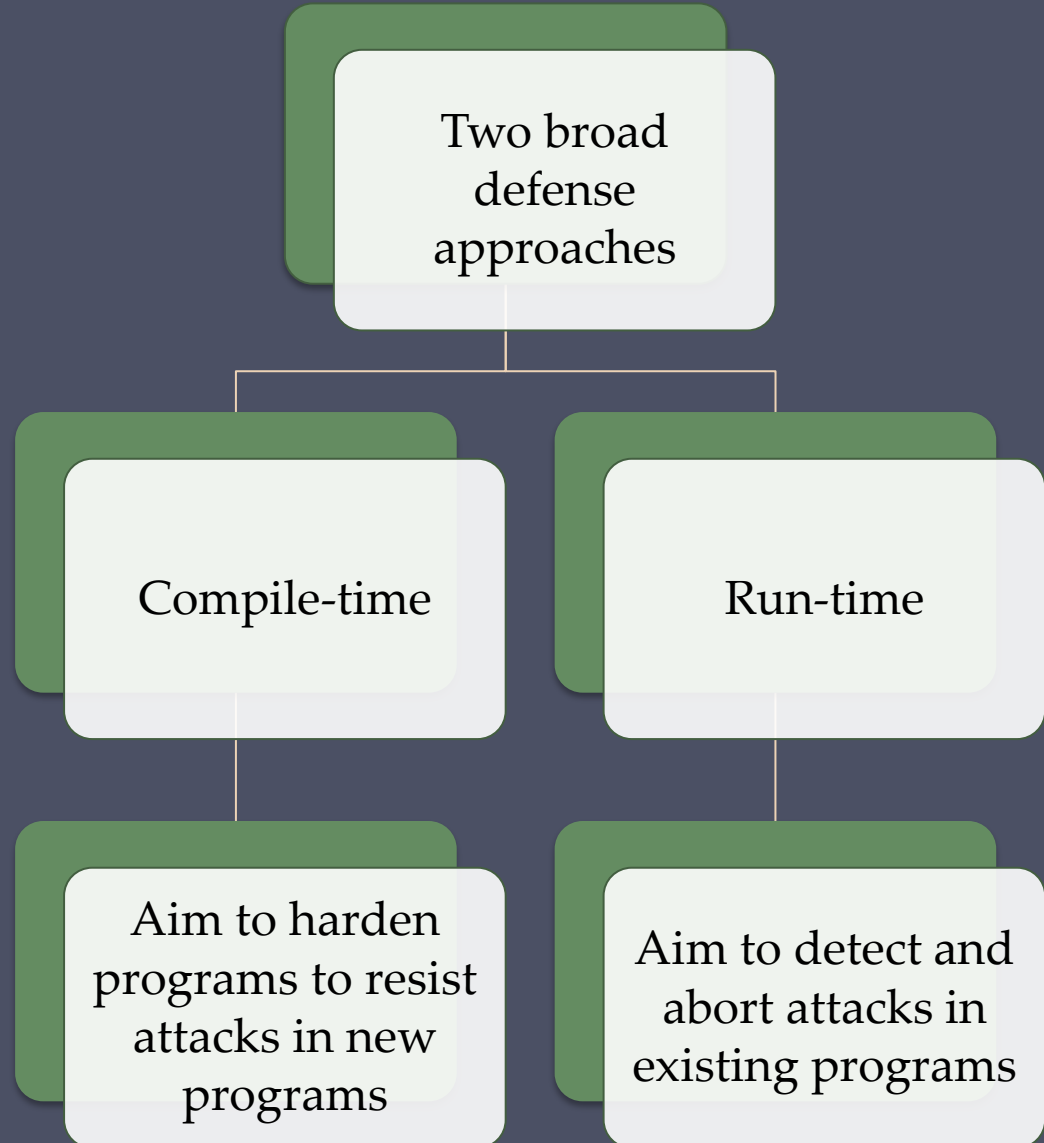 Two broad
defense
approaches
Compile-time
Run-time
Aim to harden
programs to resist
attacks in new
programs
Aim to detect and
abort attacks in
existing programs